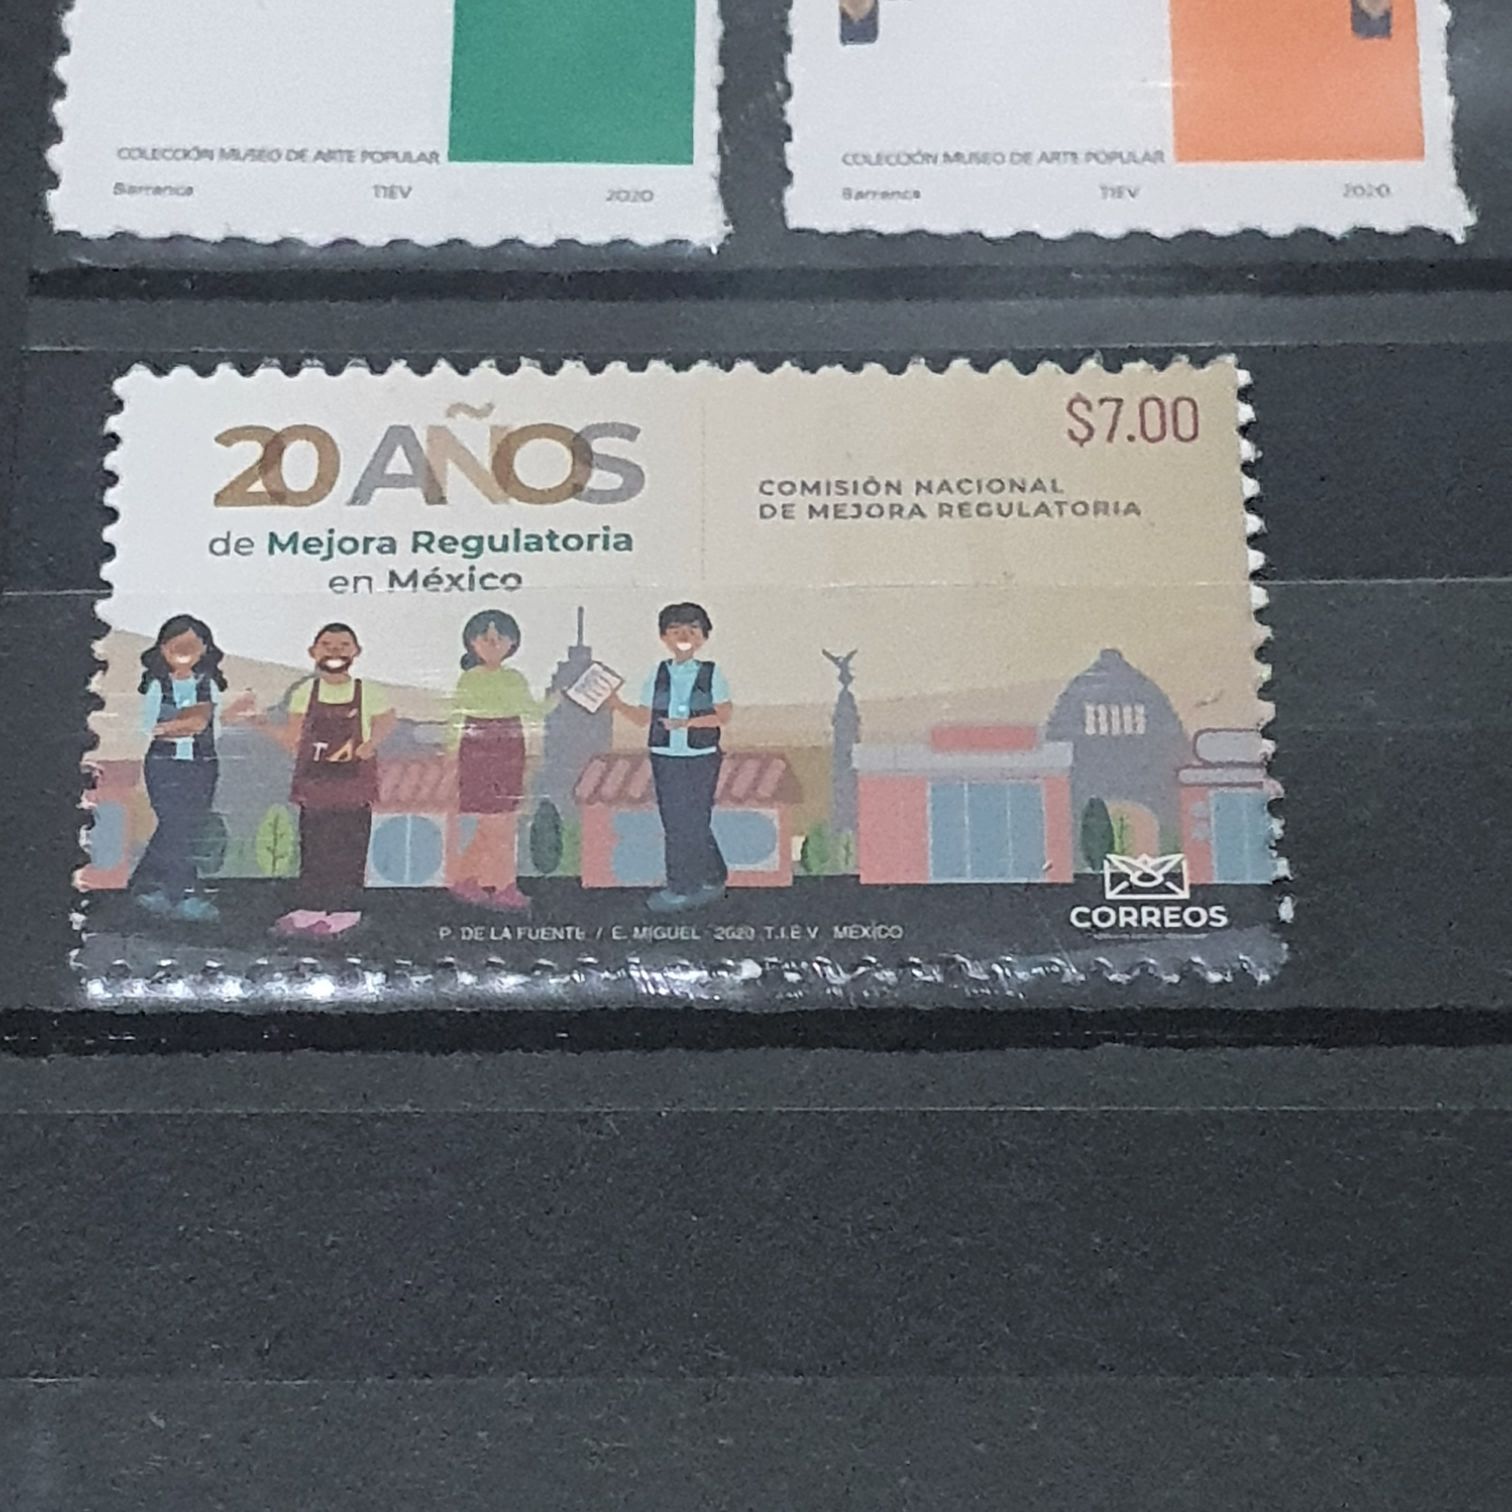 COLECCIÓN MUSEO DE ARTE POPULAR
Barranca TIEV 2020
COLECCIÓN MUSEO DE ARTE POPULAR
Barranca TIEV 2020
20 AÑOS
de Mejora Regulatoria
en México
$7.00
COMISIÓN NACIONAL
DE MEJORA REGULATORIA
P. DE LA FUENTE / E. MIGUEL 2020 T.I.E.V MÉXICO
CORREOS